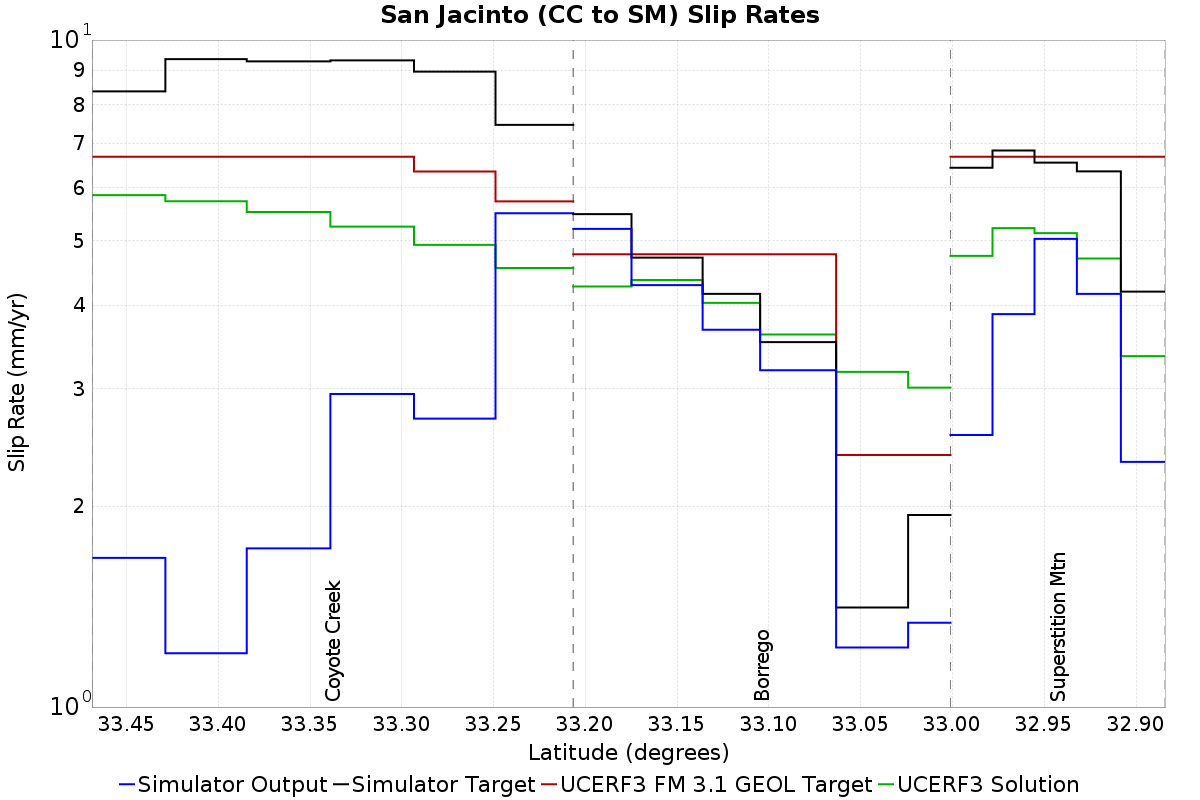 San Jacinto (CC to SM) Slip Rates
10^1
9
8
7
6
5
4
3
2
10^0
Slip Rate (mm/yr)
Coyote Creek
Borrego
Superstition Mtn
33.45 33.40 33.35 33.30 33.25 33.20 33.15 33.10 33.05 33.00 32.95 32.90
Latitude (degrees)
Simulator Output Simulator Target UCERF3 FM 3.1 GEOL Target UCERF3 Solution